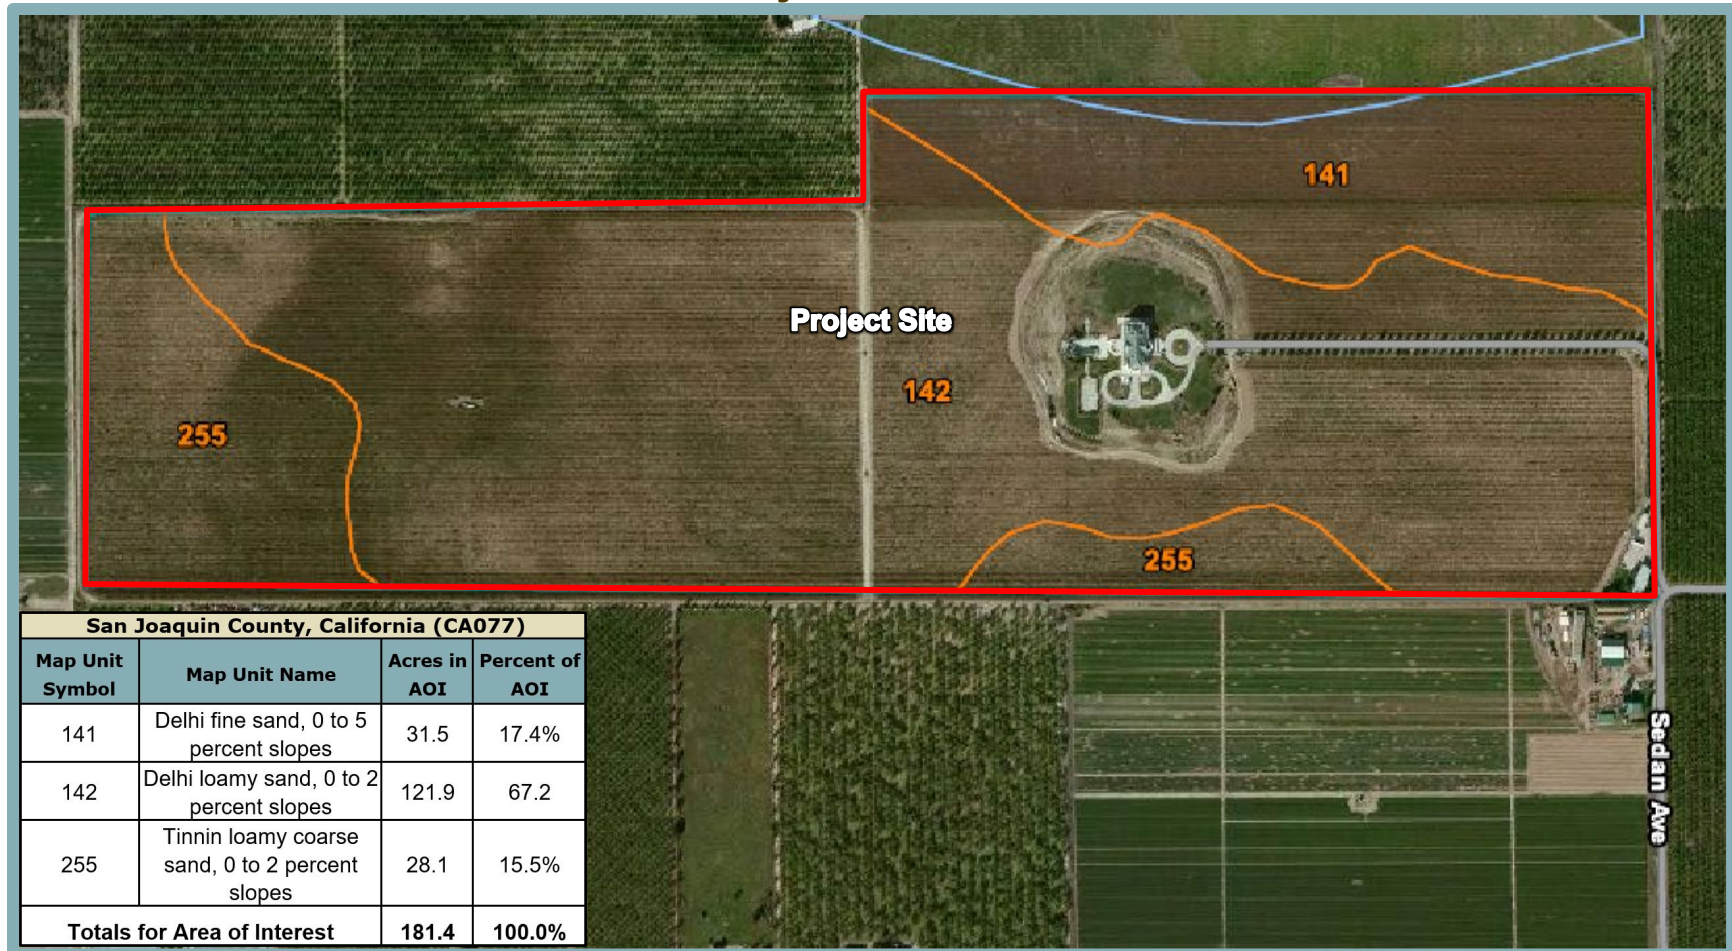 141
Project Site
142
255
255
San Joaquin County, California (CA077)
Map Unit Symbol Map Unit Name Acres in AOI Percent of AOI
141 Delhi fine sand, 0 to 5 percent slopes 31.5 17.4%
142 Delhi loamy sand, 0 to 2 percent slopes 121.9 67.2
255 Tinnin loamy coarse sand, 0 to 2 percent slopes 28.1 15.5%
Totals for Area of Interest 181.4 100.0%
Sedan Ave